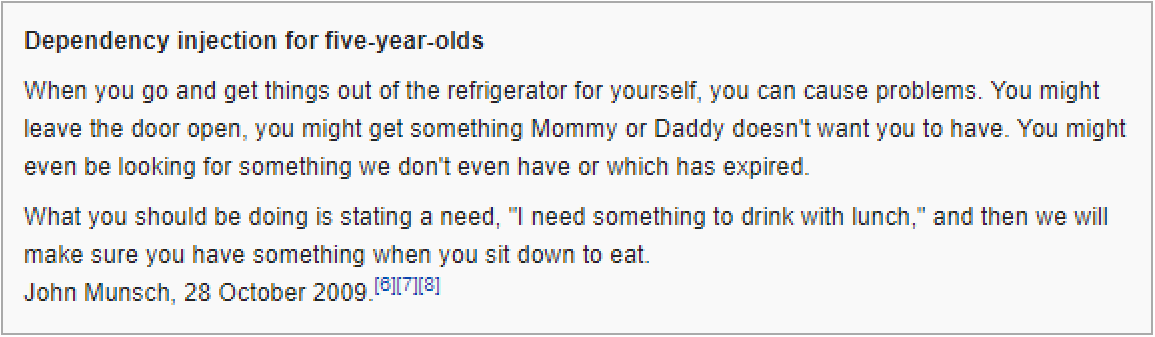 Dependency injection for five-year-olds
When you go and get things out of the refrigerator for yourself, you can cause problems. You might
leave the door open, you might get something Mommy or Daddy doesn't want you to have. You might
even be looking for something we don't even have or which has expired.
What you should be doing is stating a need, "I need something to drink with lunch," and then we will
make sure you have something when you sit down to eat.
John Munsch, 28 October 2009.[6][7][8]